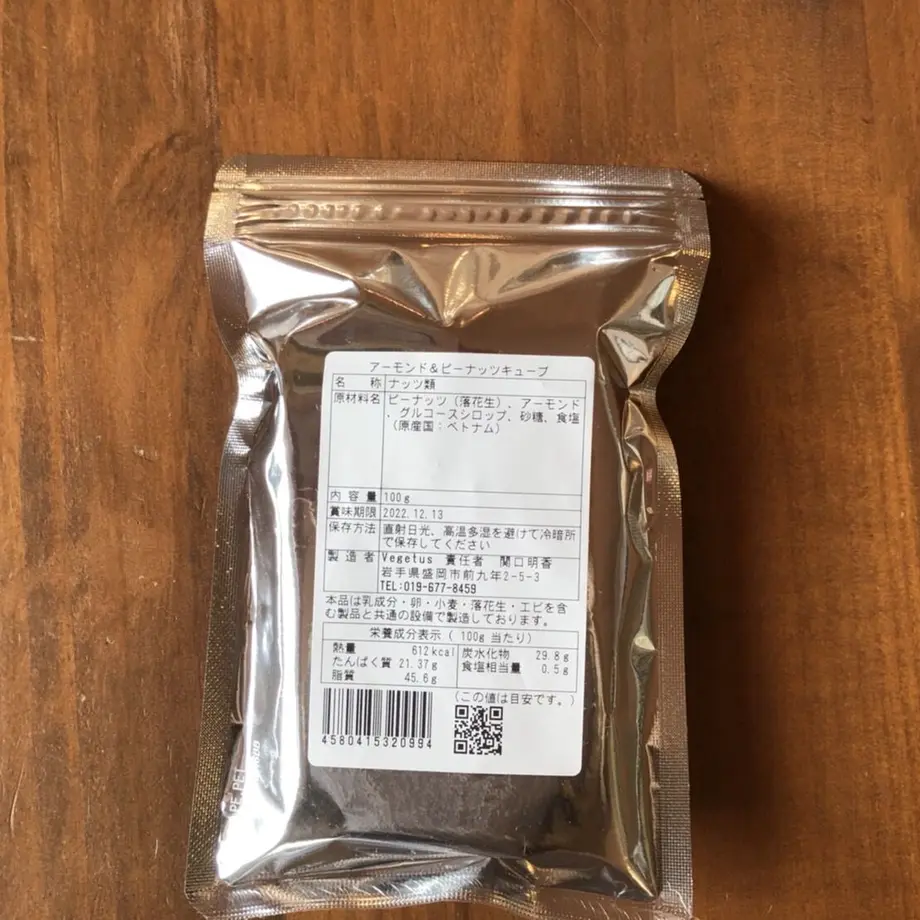 アーモンド&ピーナッツキューブ
名 称 ナッツ類
原材料名 ピーナッツ(落花生)、アーモンド
、グルコースシロップ、砂糖、食塩
(原産国:ベトナム)
内容量 100g
賞味期限 2022.12.13
保存方法 直射日光、高温多湿を避けて冷暗所
で保存してください
製造者 Vegetus 責任者 関口明香
岩手県盛岡市前九年2-5-3
TEL:019-677-8459
本品は乳成分・卵・小麦・落花生・エビを含
む製品と共通の設備で製造しております。
栄養成分表示(100g当たり)
熱量 612kcal 炭水化物 29.8g
たんぱく質 21.37g 食塩相当量 0.5g
脂質 45.6g
(この値は目安です。)
4580415320994